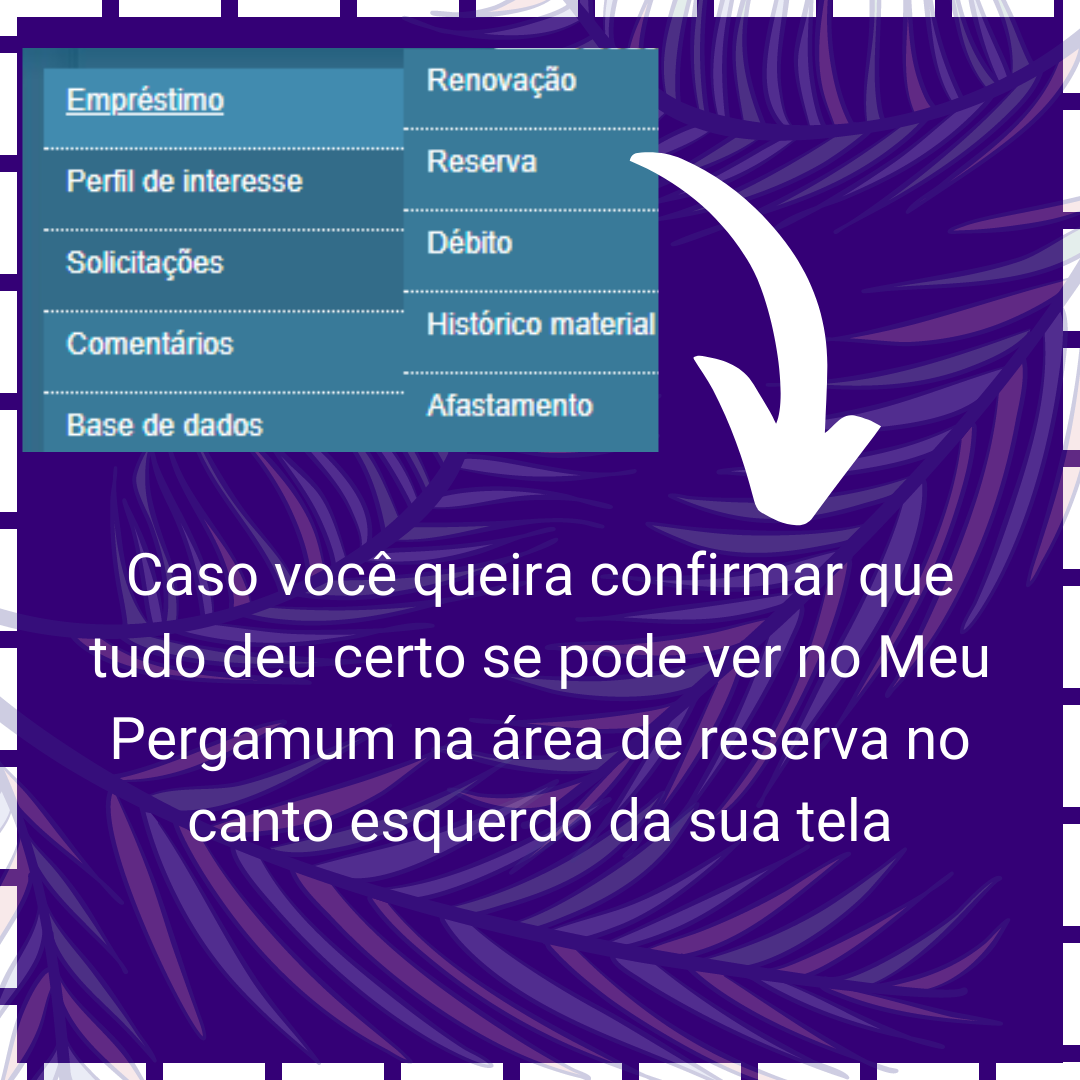 Empréstimo
Perfil de interesse
Solicitações
Comentários
Base de dados
Renovação
Reserva
Débito
Histórico material
Afastamento
Caso você queira confirmar que
tudo deu certo se pode ver no Meu
Pergamum na área de reserva no
canto esquerdo da sua tela